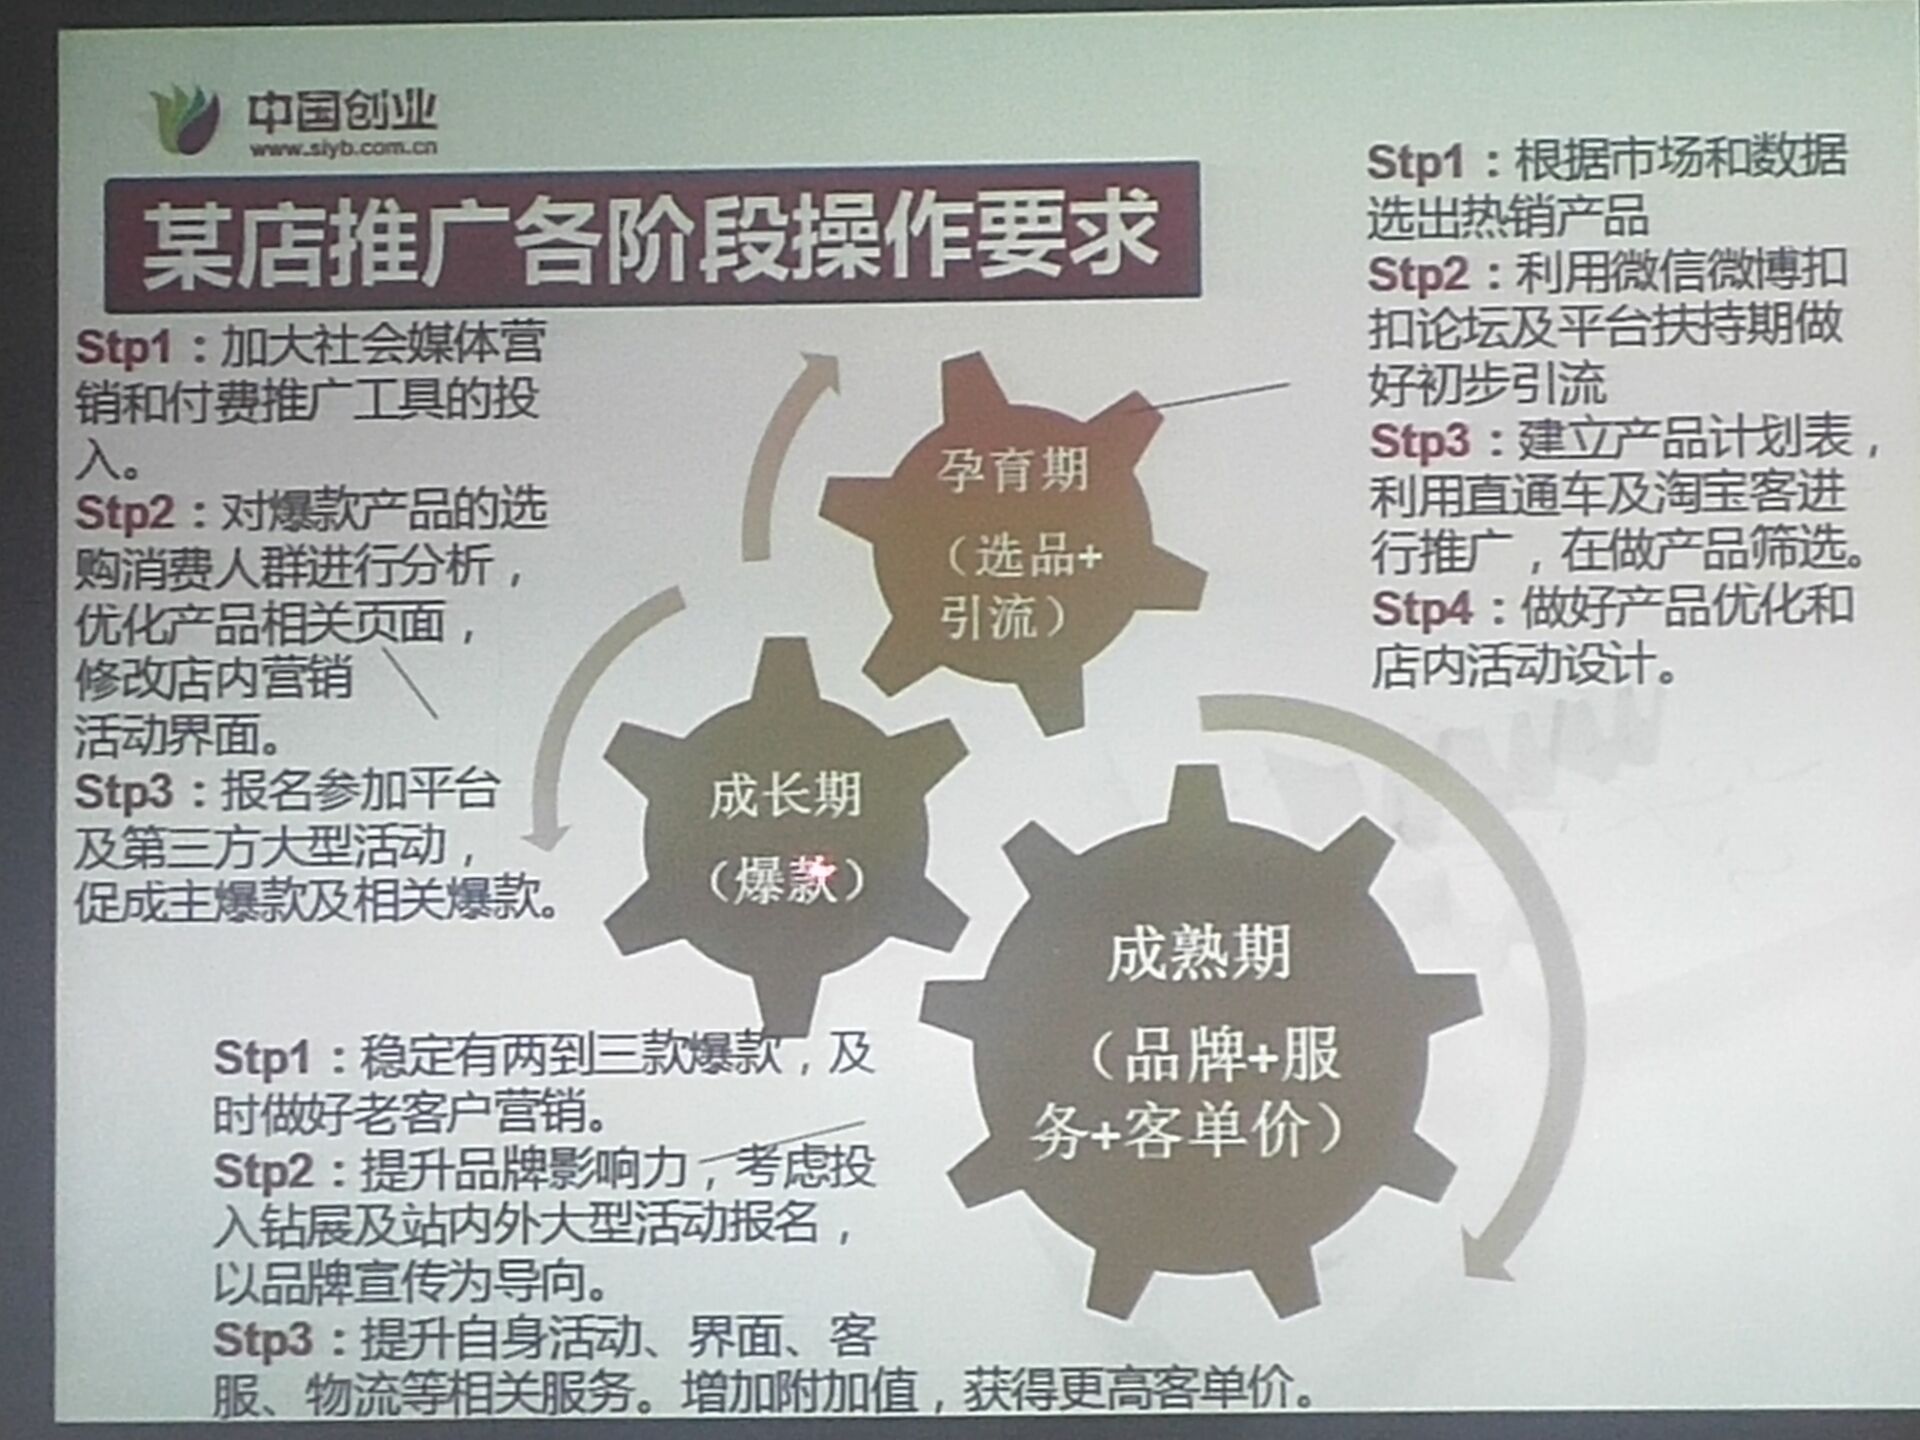 中国创业
www.siyb.com.cn
某店推广各阶段操作要求
Stp1：根据市场和数据
选出热销产品
Stp2：利用微信微博扣
扣论坛及平台扶持期做
好初步引流
Stp3：建立产品计划表，
利用直通车及淘宝客进
行推广，在做产品筛选。
Stp4：做好产品优化和
店内活动设计。
Stp1：加大社会媒体营
销和付费推广工具的投
入。
Stp2：对爆款产品的选
购消费人群进行分析，
优化产品相关页面，
修改店内营销
活动界面。
Stp3：报名参加平台
及第三方大型活动，
促成主爆款及相关爆款。
孕育期
（选品+
引流）
成长期
（爆款）
成熟期
（品牌+服
务+客单价）
Stp1：稳定有两到三款爆款，及
时做好老客户营销。
Stp2：提升品牌影响力，考虑投
入钻展及站内外大型活动报名，
以品牌宣传为导向。
Stp3：提升自身活动、界面、客
服、物流等相关服务。增加附加值，获得更高客单价。